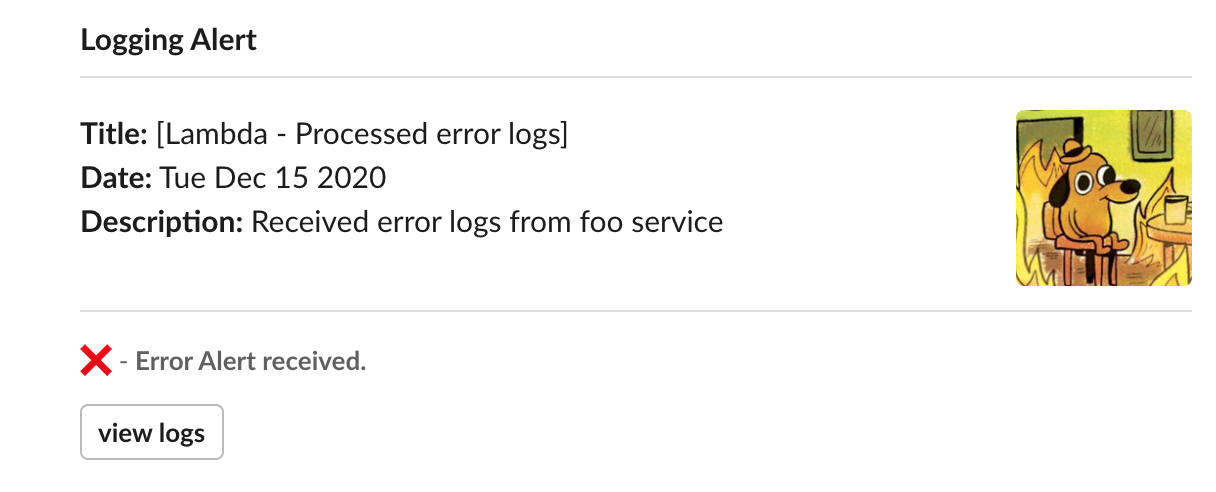 Logging Alert
Title: [Lambda - Processed error logs]
Date: Tue Dec 15 2020
Description: Received error logs from foo service
❌ - Error Alert received.
view logs